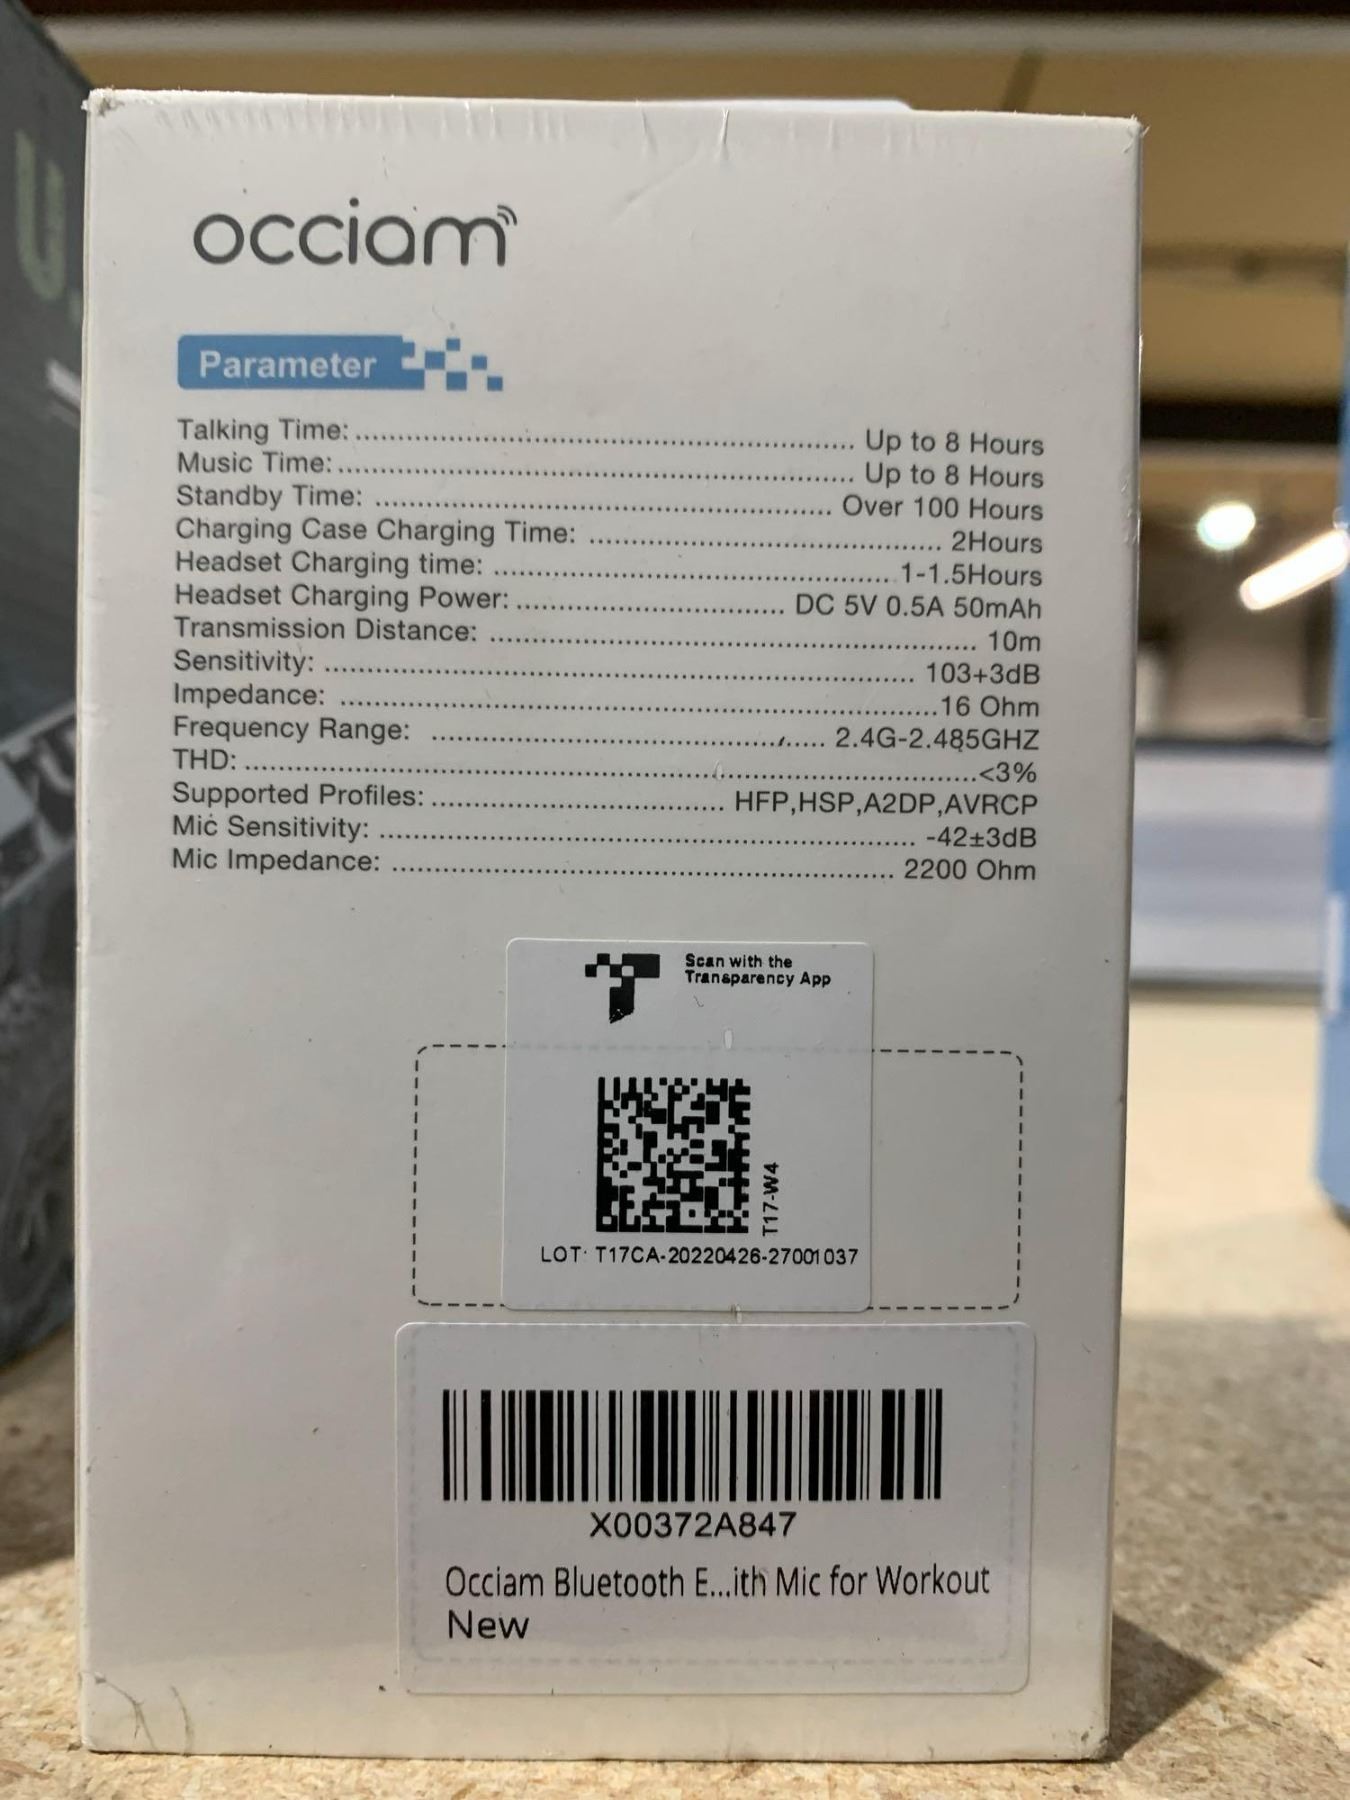 occiam
Parameter
Talking Time: ........................................................... Up to 8 Hours
Music Time: ............................................................. Up to 8 Hours
Standby Time: ...................................................... Over 100 Hours
Charging Case Charging Time: .......................................... 2Hours
Headset Charging time: ............................................... 1-1.5Hours
Headset Charging Power: ................................ DC 5V 0.5A 50mAh
Transmission Distance: ......................................................... 10m
Sensitivity: ..................................................................... 103+3dB
Impedance: ...................................................................... 16 Ohm
Frequency Range: ............................................... 2.4G-2.485GHZ
THD: ...................................................................................... <3%
Supported Profiles: ................................... HFP,HSP,A2DP,AVRCP
Mic Sensitivity: ............................................................... -42±3dB
Mic Impedance: ........................................................... 2200 Ohm
Scan with the
Transparency App
T17-W4
LOT: T17CA-20220426-27001037
X00372A847
Occiam Bluetooth E...ith Mic for Workout
New